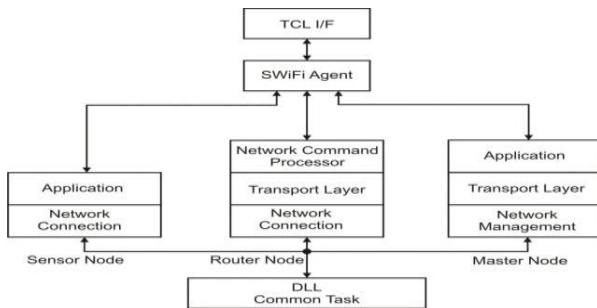 TCL I/F
SWiFi Agent
Network Command
Processor
Application
Transport Layer
Network
Connection
Application
Transport Layer
Network
Connection
Network
Management
Sensor Node
Router Node
Master Node
DLL
Common Task